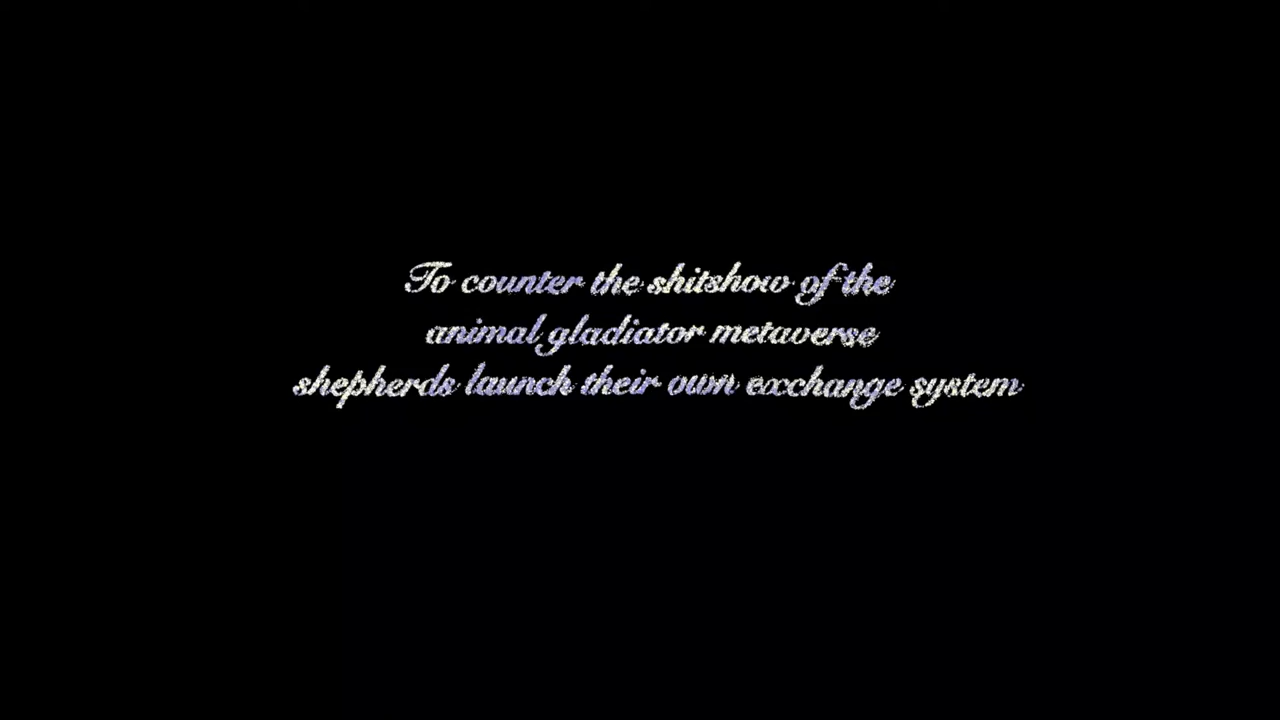 To counter the shitshow of the
animal gladiator metaverse
shepherds launch their own exchange system